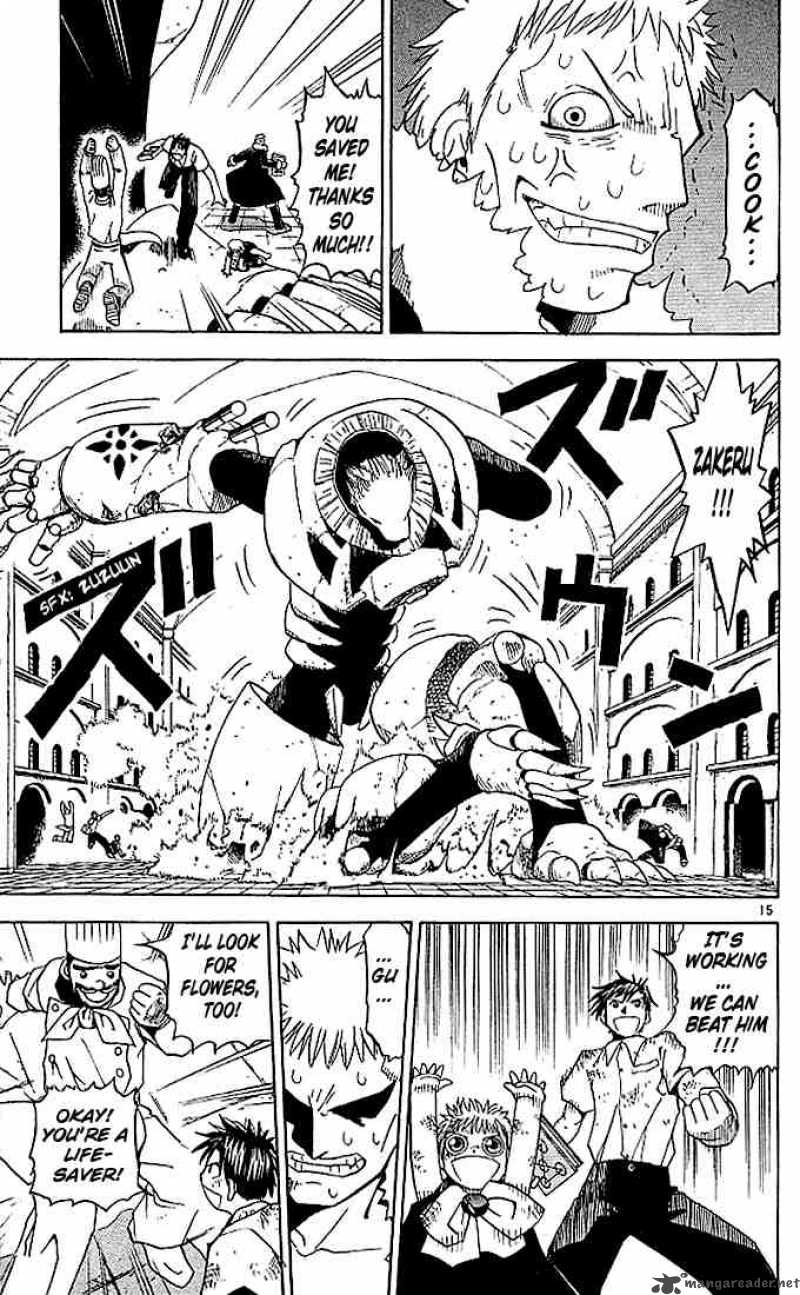 ...COOK...
YOU
SAVED
ME!
THANKS
SO
MUCH!!
ZAKERU
!!!
ズズウン
SFX: ZUZUUN
15
IT'S
WORKING
...
WE CAN
BEAT HIM
!!!
...
GU
...
I'LL LOOK
FOR
FLOWERS,
TOO!
OKAY!
YOU'RE A
LIFE-
SAVER!
mangareader.net